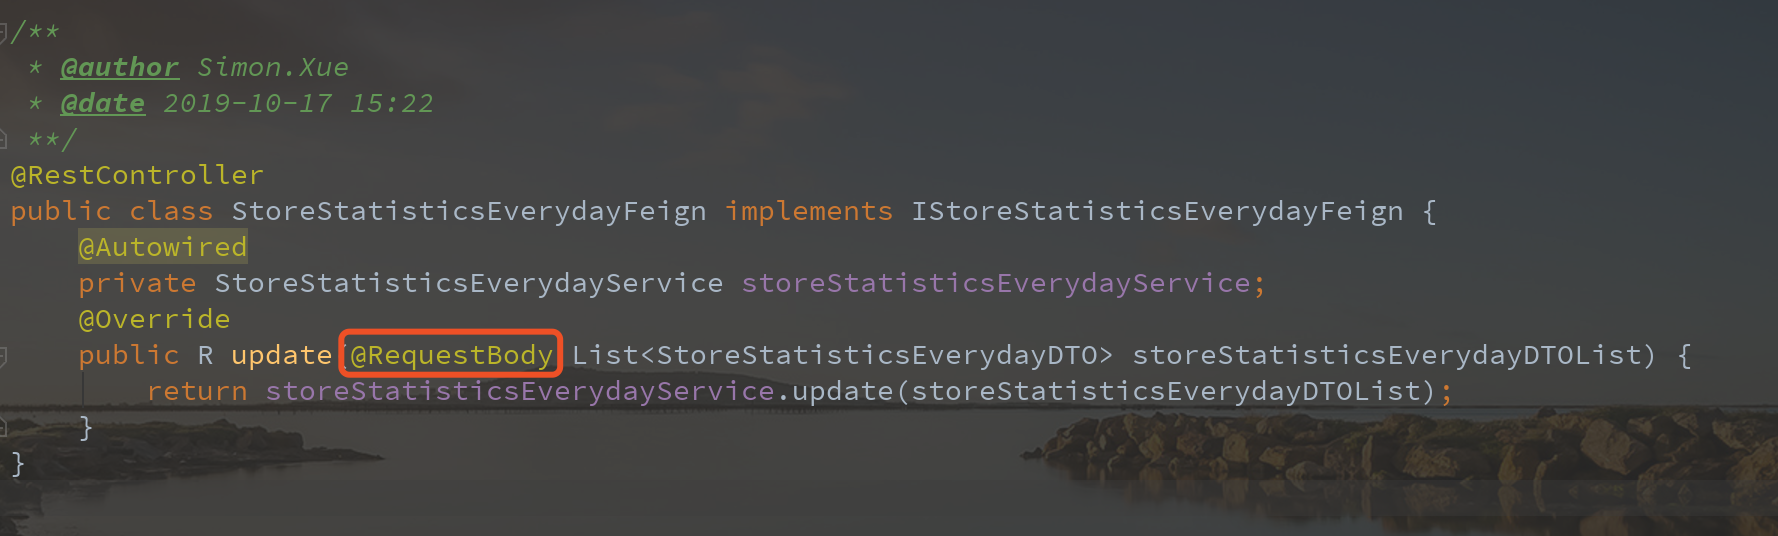 /**
 * @author Simon.Xue
 * @date 2019-10-17 15:22
 **/
@RestController
public class StoreStatisticsEverydayFeign implements IStoreStatisticsEverydayFeign {
    @Autowired
    private StoreStatisticsEverydayService storeStatisticsEverydayService;
    @Override
    public R update(@RequestBody List<StoreStatisticsEverydayDTO> storeStatisticsEverydayDTOList) {
        return storeStatisticsEverydayService.update(storeStatisticsEverydayDTOList);
    }
}